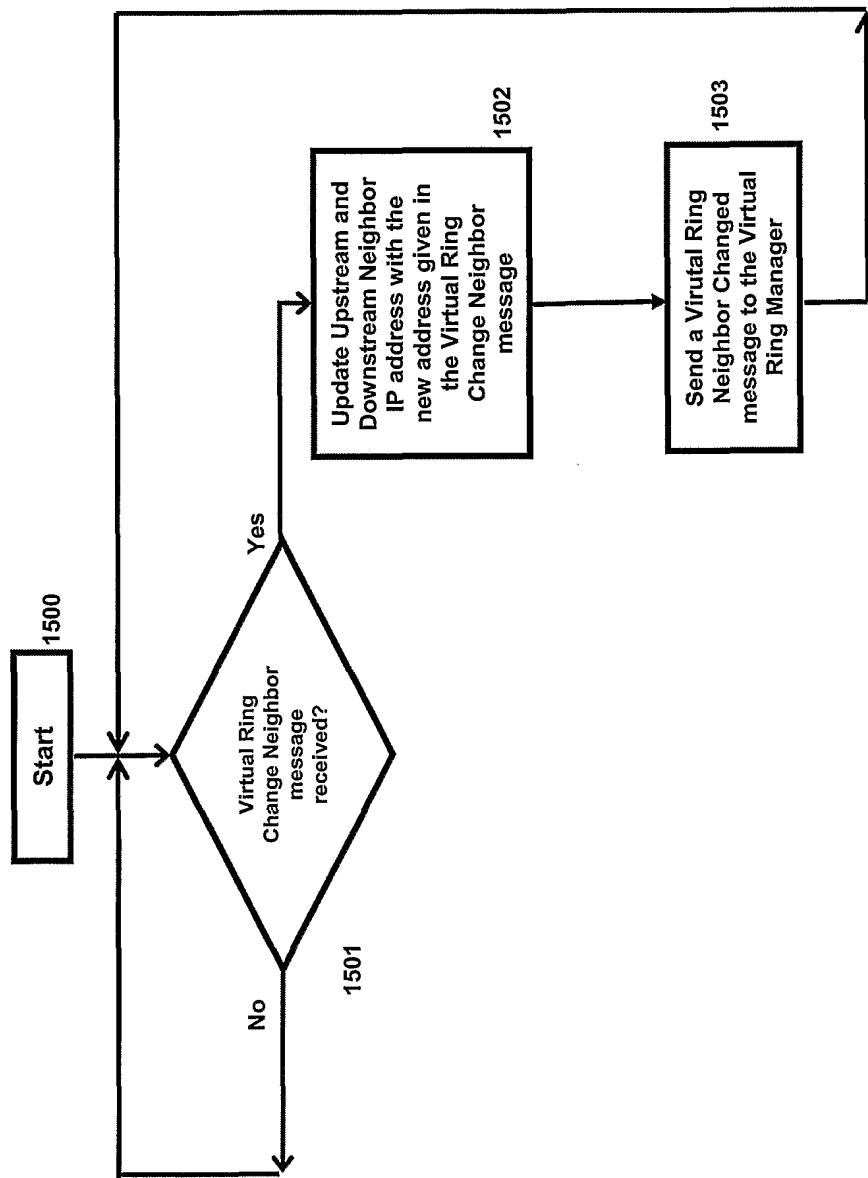 Start
1500
Virtual Ring
Change Neighbor
message
received?
1501
No
Yes
Update Upstream and
Downstream Neighbor
IP address with the
new address given in
the Virtual Ring
Change Neighbor
message
1502
Send a Virutal Ring
Neighbor Changed
message to the Virtual
Ring Manager
1503